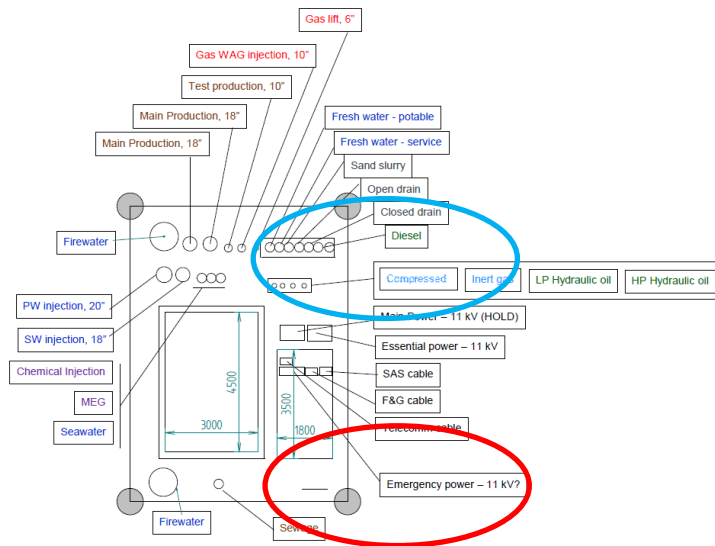 Gas lift, 6"
Gas WAG injection, 10"
Test production, 10"
Main Production, 18"
Main Production, 18"
Fresh water - potable
Fresh water - service
Sand slurry
Open drain
Closed drain
Diesel
Firewater
Compressed
Inert gas
LP Hydraulic oil
HP Hydraulic oil
PW injection, 20"
SW injection, 18"
Main Power – 11 kV (HOLD)
Essential power – 11 kV
Chemical Injection
SAS cable
MEG
F&G cable
Seawater
Telecomm cable
4500
3500
3000
1800
Emergency power – 11 kV?
Firewater
Sewage